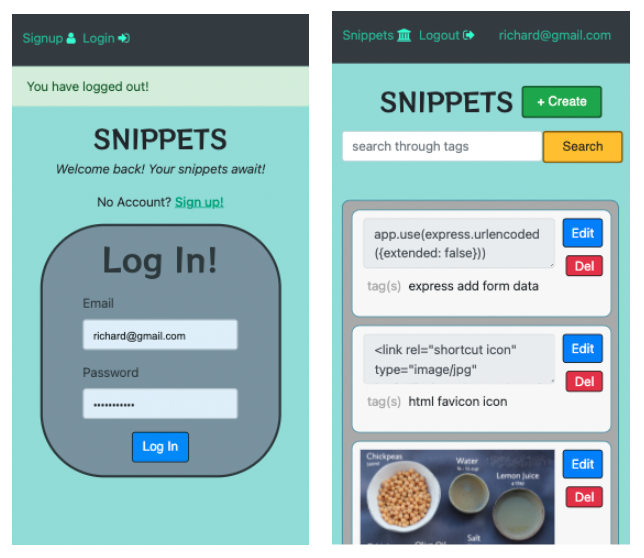 Signup Login
You have logged out!
SNIPPETS
Welcome back! Your snippets await!
No Account? Sign up!
Log In!
Email
richard@gmail.com
Password
•••••••••••
Log In
Snippets Logout richard@gmail.com
SNIPPETS + Create
search through tags Search
app.use(express.urlencoded
({extended: false}))
Edit
Del
tag(s) express add form data
<link rel="shortcut icon"
type="image/jpg"
Edit
Del
tag(s) html favicon icon
Chickpeas
Water
Lemon Juice
Salt
Olive Oil
Edit
Del